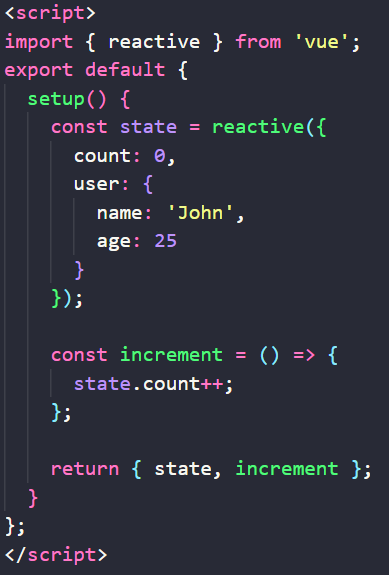 <script>
import { reactive } from 'vue';
export default {
  setup() {
    const state = reactive({
      count: 0,
      user: {
        name: 'John',
        age: 25
      }
    });

    const increment = () => {
      state.count++;
    };

    return { state, increment };
  }
};
</script>